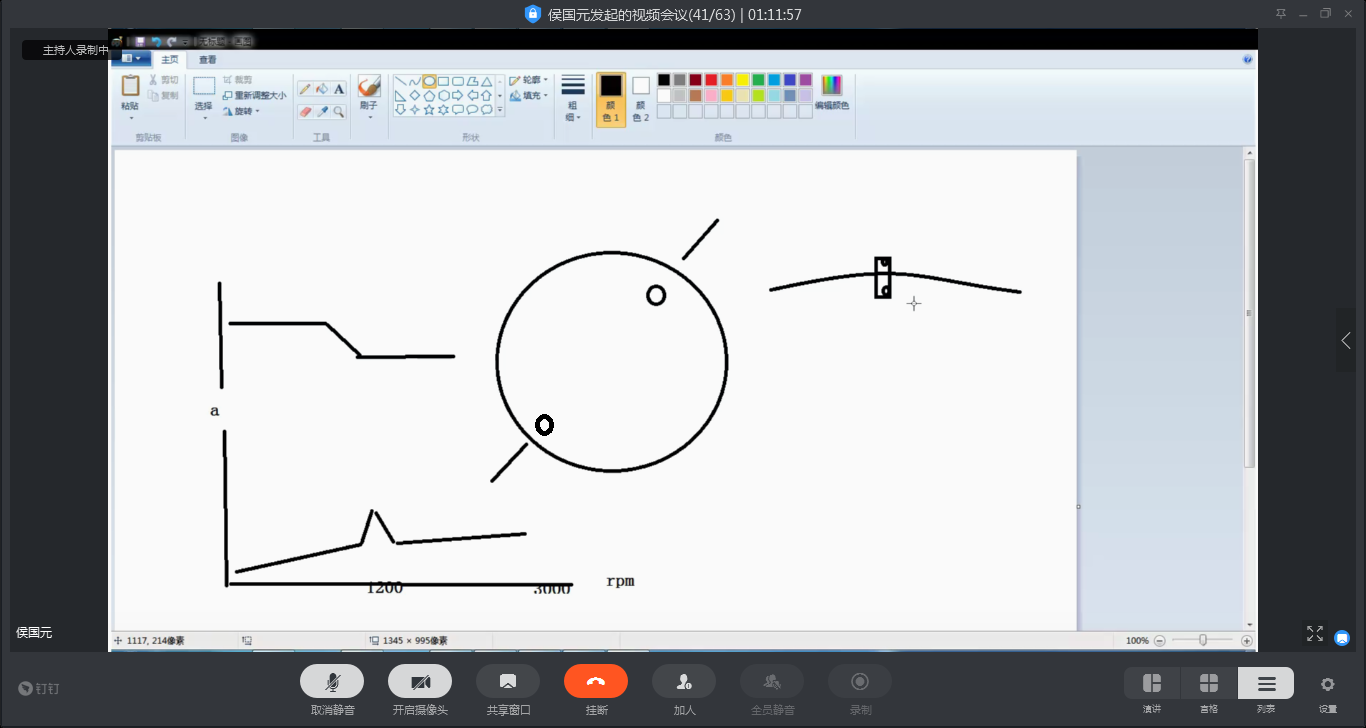 侯国元发起的视频会议(41/63) | 01:11:57
主持人录制中
主页 查看
粘贴
剪切
复制
剪贴板
选择
裁剪
重新调整大小
旋转
图像
A
工具
刷子
轮廓
填充
形状
粗细
颜色 1
颜色 2
编辑颜色
颜色
a
1200 3000 rpm
侯国元
1117, 214像素 1345 × 995像素 100%
钉钉
取消静音 开启摄像头 共享窗口 挂断 加人 全员静音 录制 演讲 宫格 列表 设置